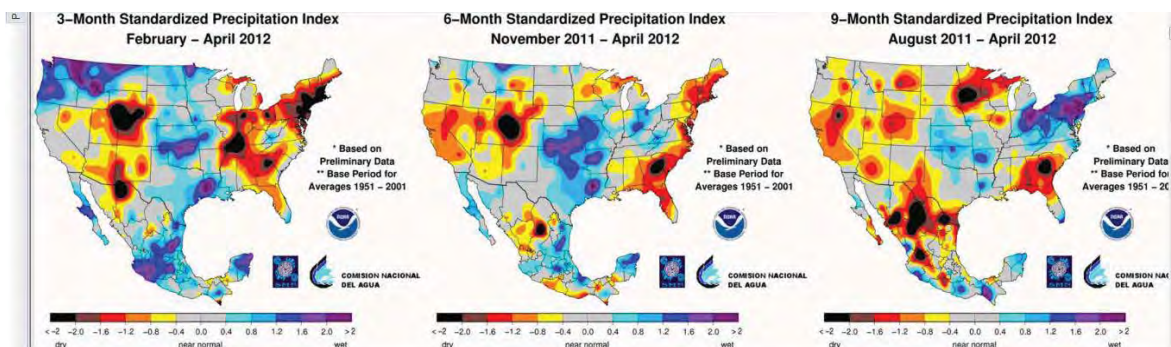 3-Month Standardized Precipitation Index
February - April 2012
* Based on
Preliminary Data
** Base Period for
Averages 1951 - 2001
COMISION NACIONAL
DEL AGUA
< -2 -2.0 -1.6 -1.2 -0.8 -0.4 0.0 0.4 0.8 1.2 1.6 2.0 > 2
dry near normal wet
6-Month Standardized Precipitation Index
November 2011 - April 2012
* Based on
Preliminary Data
** Base Period for
Averages 1951 - 2001
COMISION NACIONAL
DEL AGUA
< -2 -2.0 -1.6 -1.2 -0.8 -0.4 0.0 0.4 0.8 1.2 1.6 2.0 > 2
dry near normal wet
9-Month Standardized Precipitation Index
August 2011 - April 2012
* Based on
Preliminary Data
** Base Period for
Averages 1951 - 20
COMISION NACIONAL
DEL AGUA
< -2 -2.0 -1.6 -1.2 -0.8 -0.4 0.0 0.4 0.8 1.2 1.6 2.0 > 2
dry near normal wet